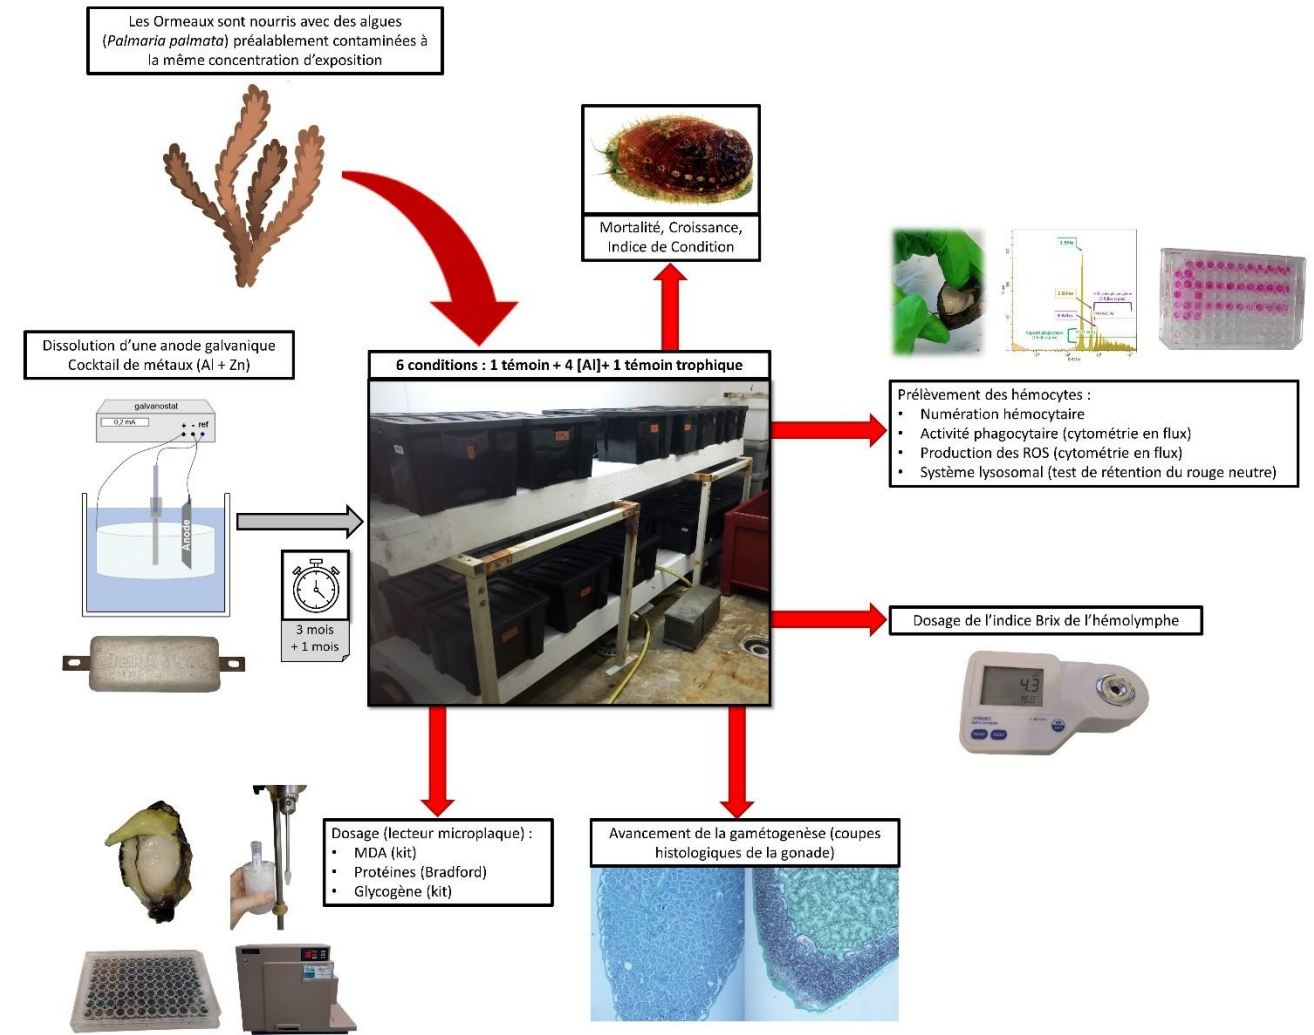 Les Ormeaux sont nourris avec des algues
(Palmaria palmata) préalablement contaminées à
la même concentration d'exposition
Mortalité, Croissance,
Indice de Condition
Dissolution d'une anode galvanique
Cocktail de métaux (Al + Zn)
galvanostat
0,2 mA
+ - ref
Anode
3 mois
+ 1 mois
6 conditions : 1 témoin + 4 [Al]+ 1 témoin trophique
Prélèvement des hémocytes :
• Numération hémocytaire
• Activité phagocytaire (cytométrie en flux)
• Production des ROS (cytométrie en flux)
• Système lysosomal (test de rétention du rouge neutre)
Dosage de l'indice Brix de l'hémolymphe
4.3
Dosage (lecteur microplaque) :
• MDA (kit)
• Protéines (Bradford)
• Glycogène (kit)
Avancement de la gamétogenèse (coupes
histologiques de la gonade)